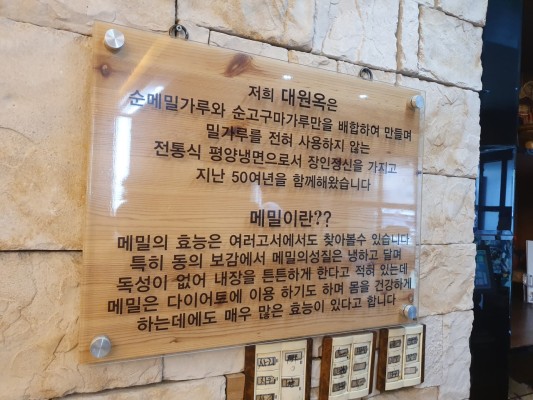 저희 대원옥은
순메밀가루와 순고구마가루만을 배합하여 만들며
밀가루를 전혀 사용하지 않는
전통식 평양냉면으로서 장인정신을 가지고
지난 50여년을 함께해왔습니다
메밀이란??
메밀의 효능은 여러고서에서도 찾아볼수 있습니다
특히 동의 보감에서 메밀의성질은 냉하고 달며
독성이 없어 내장을 튼튼하게 한다고 적혀 있는데
메밀은 다이어트에 이용 하기도 하며 몸을 건강하게
하는데에도 매우 많은 효능이 있다고 합니다